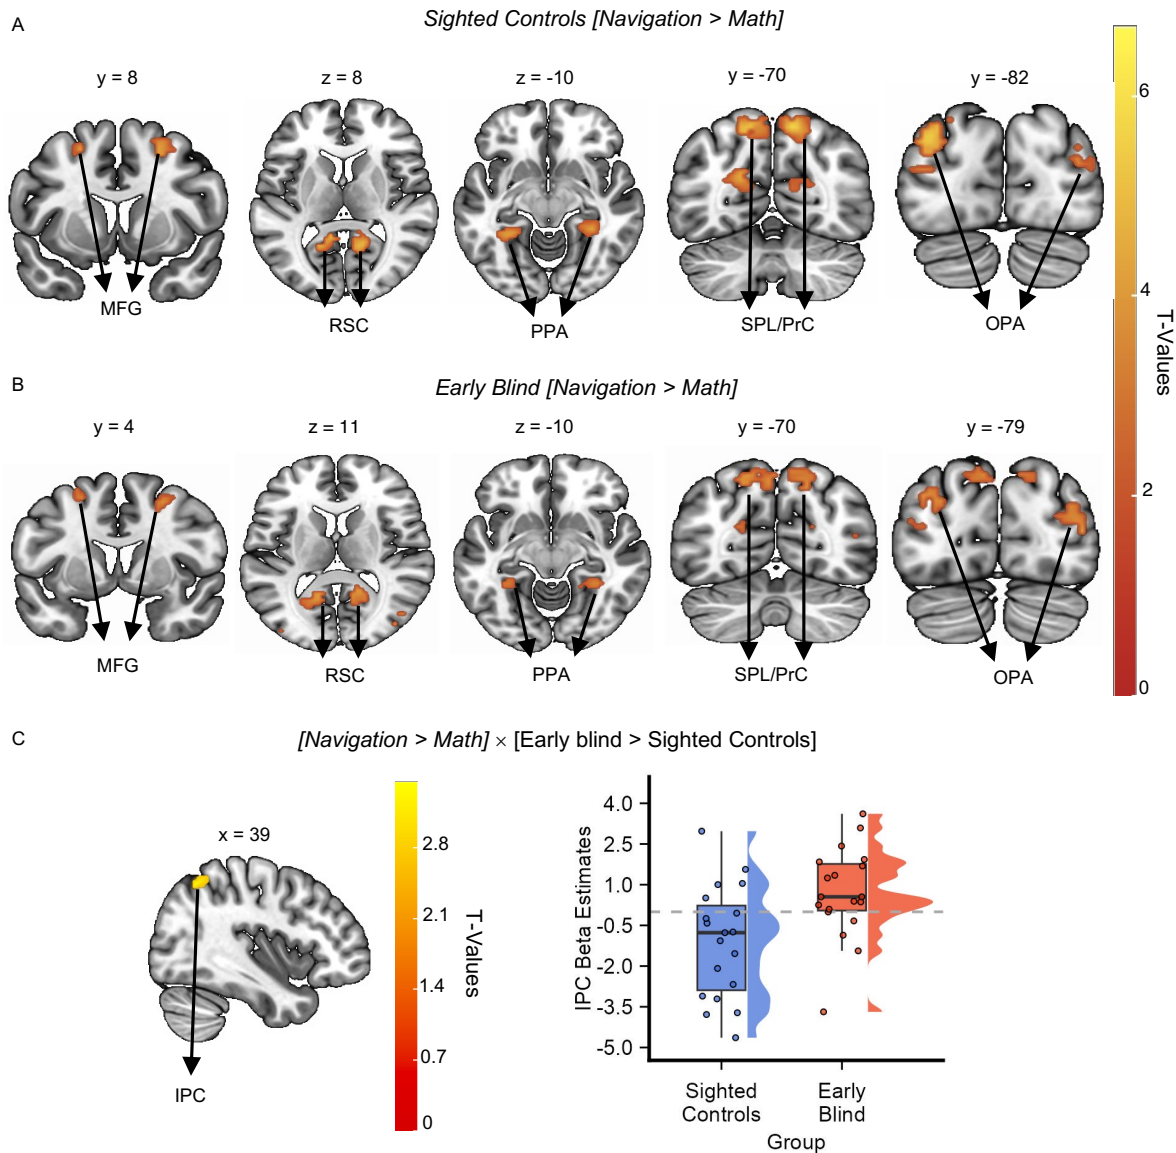 A
Sighted Controls [Navigation > Math]
y = 8
z = 8
z = -10
y = -70
y = -82
6
4
2
0
T-Values
MFG
RSC
PPA
SPL/PrC
OPA
B
Early Blind [Navigation > Math]
y = 4
z = 11
z = -10
y = -70
y = -79
MFG
RSC
PPA
SPL/PrC
OPA
C
[Navigation > Math] × [Early blind > Sighted Controls]
x = 39
IPC
2.8
2.1
1.4
0.7
0
T-Values
IPC Beta Estimates
4.0
2.5
1.0
-0.5
-2.0
-3.5
-5.0
Sighted
Controls
Early
Blind
Group